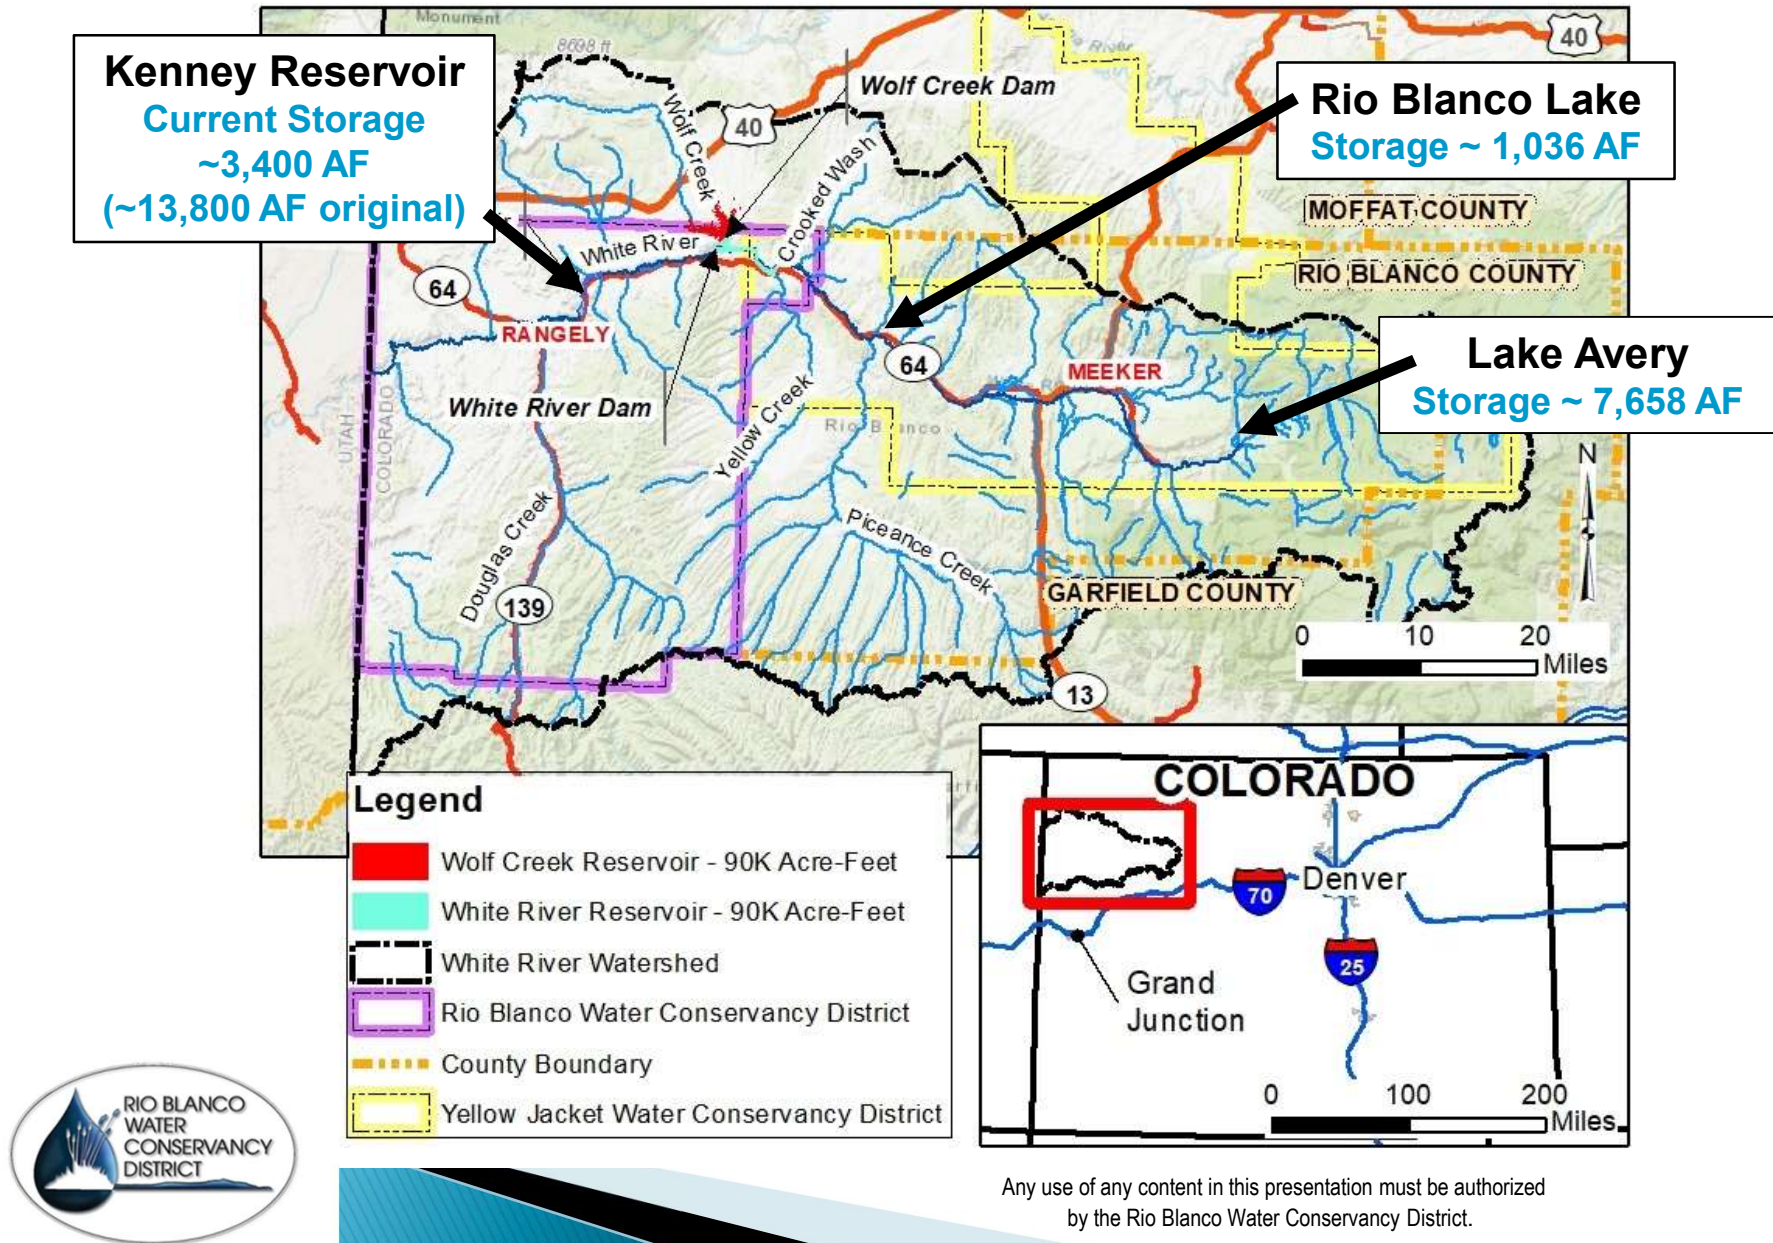 Monument
8698 ft
40
Kenney Reservoir
Current Storage
~3,400 AF
(~13,800 AF original)
Wolf Creek Dam
Rio Blanco Lake
Storage ~ 1,036 AF
40
Wolf Creek
Crooked Wash
MOFFAT COUNTY
White River
RIO BLANCO COUNTY
64
RANGELY
64
MEEKER
Lake Avery
Storage ~ 7,658 AF
White River Dam
Yellow Creek
Rio Blanco
UTAH
COLORADO
N
Douglas Creek
Piceance Creek
139
GARFIELD COUNTY
0 10 20
Miles
13
Legend
Wolf Creek Reservoir - 90K Acre-Feet
White River Reservoir - 90K Acre-Feet
White River Watershed
Rio Blanco Water Conservancy District
County Boundary
Yellow Jacket Water Conservancy District
COLORADO
Denver
70
25
Grand
Junction
0 100 200
Miles
RIO BLANCO
WATER
CONSERVANCY
DISTRICT
Any use of any content in this presentation must be authorized
by the Rio Blanco Water Conservancy District.